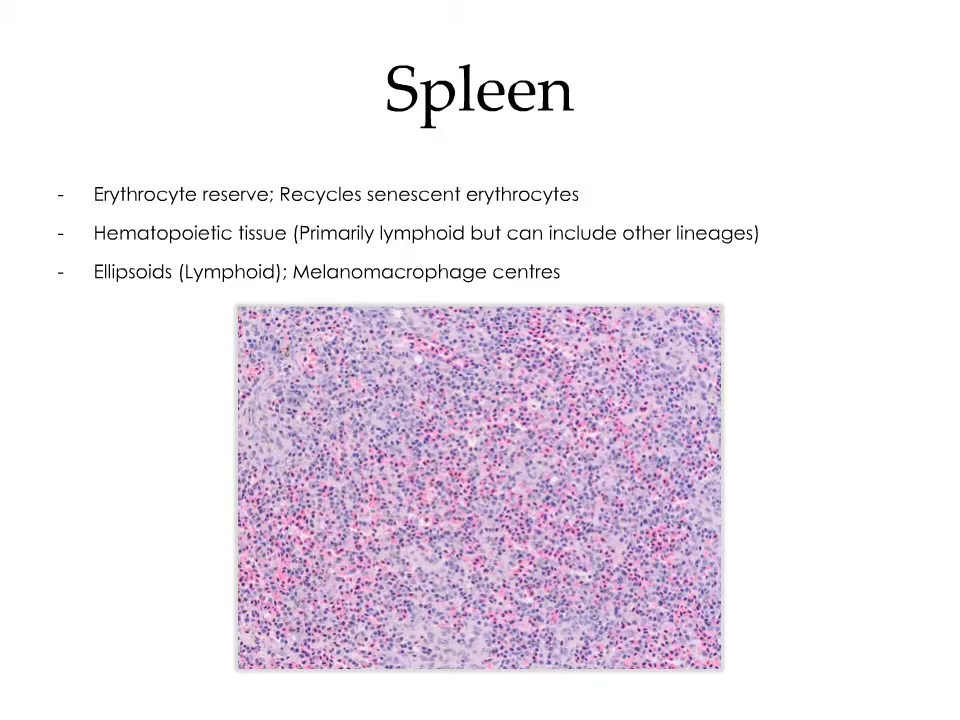 Spleen
- Erythrocyte reserve; Recycles senescent erythrocytes
- Hematopoietic tissue (Primarily lymphoid but can include other lineages)
- Ellipsoids (Lymphoid); Melanomacrophage centres